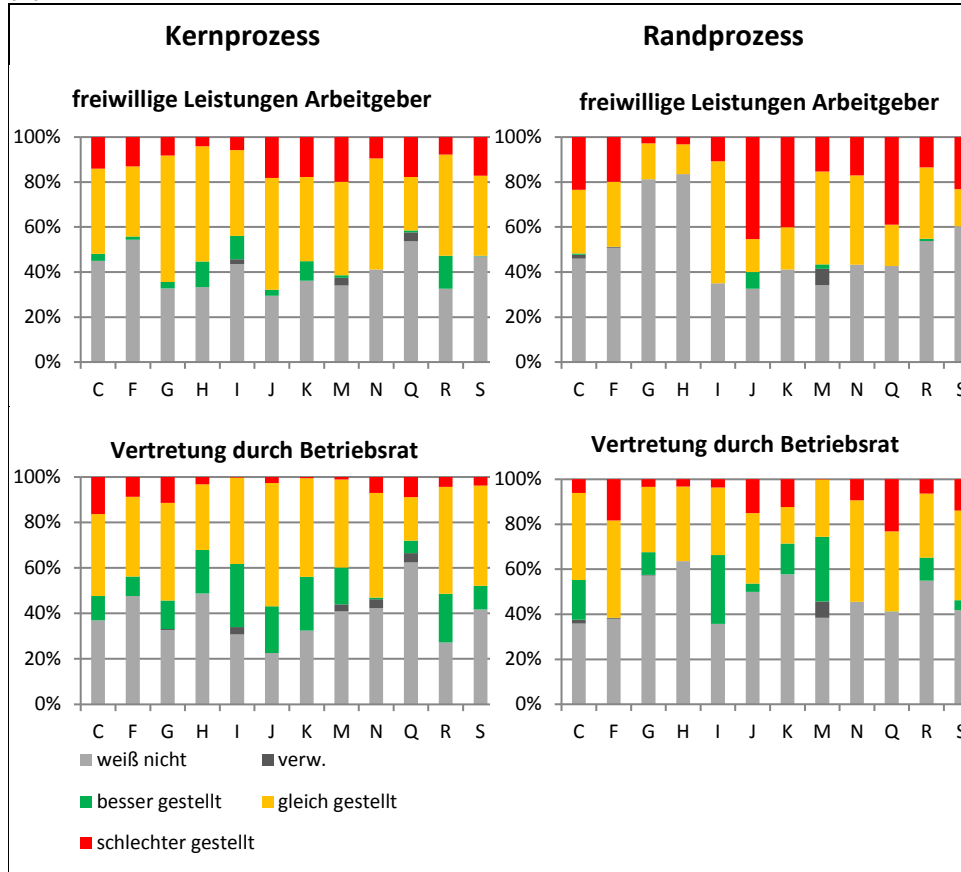 Kernprozess
Randprozess
freiwillige Leistungen Arbeitgeber
100%
80%
60%
40%
20%
0%
C F G H I J K M N Q R S
freiwillige Leistungen Arbeitgeber
100%
80%
60%
40%
20%
0%
C F G H I J K M N Q R S
Vertretung durch Betriebsrat
100%
80%
60%
40%
20%
0%
C F G H I J K M N Q R S
Vertretung durch Betriebsrat
100%
80%
60%
40%
20%
0%
C F G H I J K M N Q R S
weiß nicht
verw.
besser gestellt
gleich gestellt
schlechter gestellt